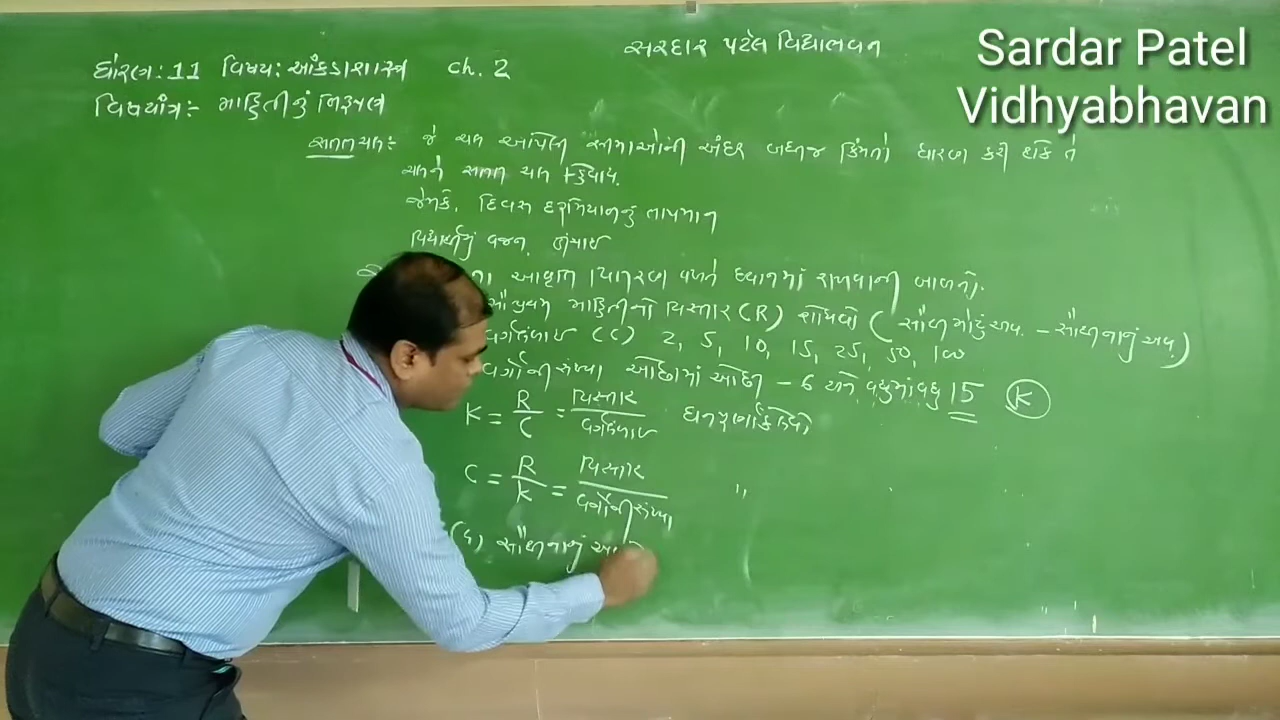 સરદાર પટેલ વિદ્યાભવન
Sardar Patel
Vidhyabhavan
ધોરણ : 11 વિષય : આંકડાશાસ્ત્ર ch. 2
વિષયાંગ :- માહિતીનું નિરૂપણ
સતત ચલ :- જે ચલ આપેલ સીમાઓની અંદર બધીજ કિંમતો ધારણ કરી શકે તે
ચલને સતત ચલ કહેવાય.
જેમકે, દિવસ દરમિયાનનું તાપમાન
વિદ્યાર્થીનું વજન, ઊંચાઈ
આવૃત્તિ વિતરણ વખતે ધ્યાનમાં રાખવાની બાબતો.
પ્રથમ માહિતીનો વિસ્તાર (R) શોધવો ( સૌથી મોટું અવ. – સૌથી નાનું અવ. )
વર્ગલંબાઈ (C) 2, 5, 10, 15, 25, 50, 100
વર્ગોની સંખ્યા ઓછામાં ઓછી – 6 અને વધુમાં વધુ 15 K
K = R/C = વિસ્તાર/વર્ગલંબાઈ
C = R/K = વિસ્તાર/વર્ગોની સંખ્યા "
સૌથી નાનું